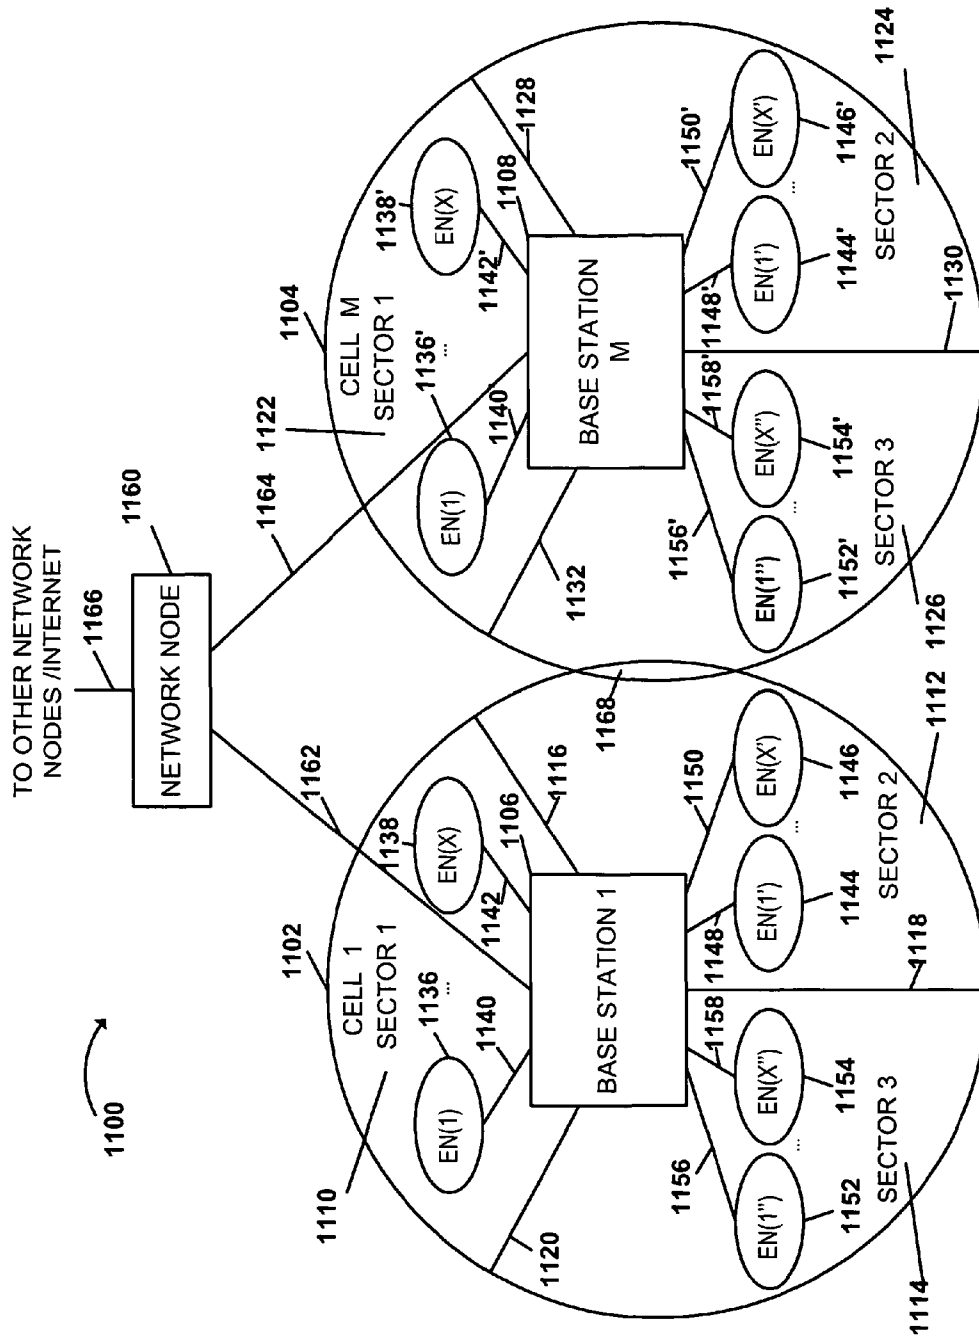 TO OTHER NETWORK
NODES /INTERNET
1166
1160
NETWORK NODE
1162
1164
1100
1102
CELL 1
SECTOR 1
1110
1136
...
EN(1)
1140
1138
EN(X)
1142
1106
1116
1120
BASE STATION 1
1168
1148
1150
EN(1')
1144
...
EN(X')
1146
SECTOR 2
1112
1118
1156
1158
EN(1")
1152
...
EN(X")
1154
SECTOR 3
1114
1104
CELL M
SECTOR 1
1122
1136'
...
EN(1)
1140'
1138'
EN(X)
1142'
1108
1128
1132
BASE STATION
M
1148'
1150'
EN(1')
1144'
...
EN(X')
1146'
SECTOR 2
1124
1130
1156'
1158'
EN(1")
1152'
...
EN(X")
1154'
SECTOR 3
1126